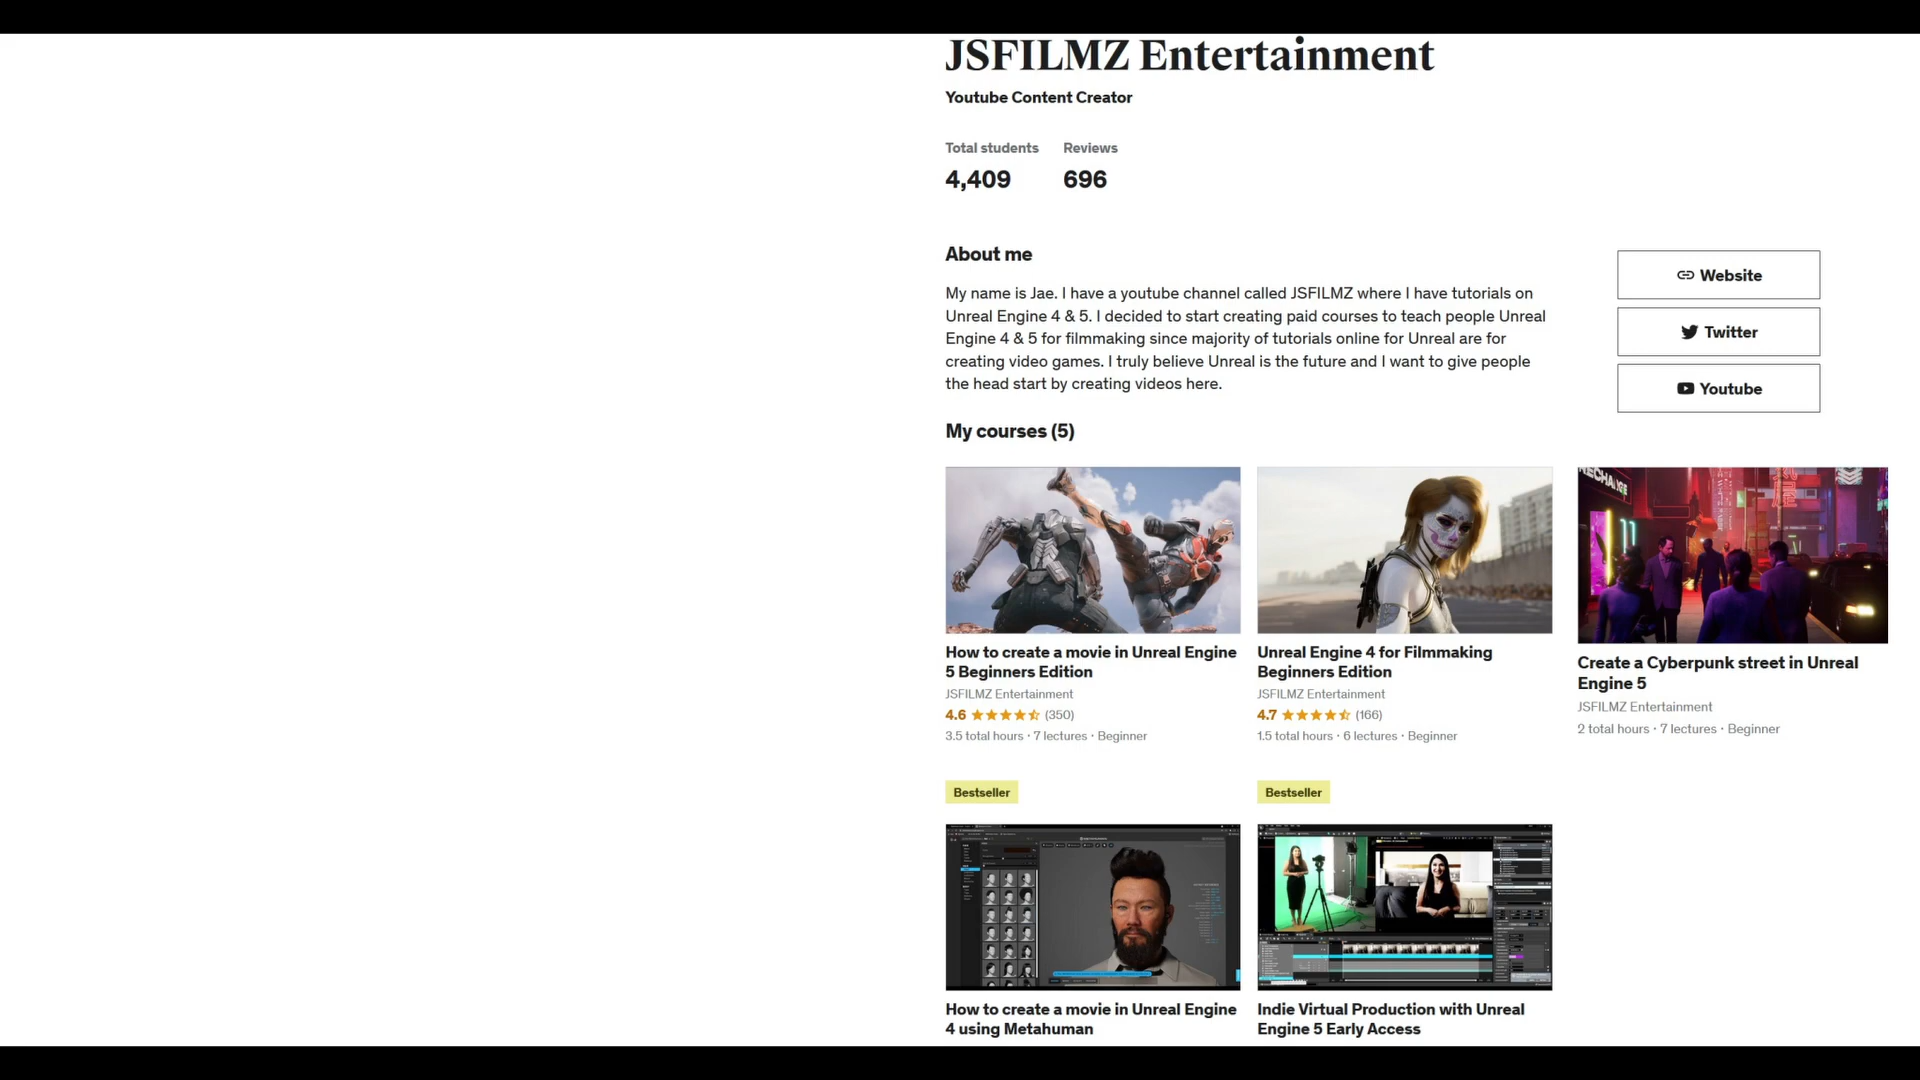 JSFILMZ Entertainment
Youtube Content Creator
Total students
Reviews
4,409
696
About me
My name is Jae. I have a youtube channel called JSFILMZ where I have tutorials on
Unreal Engine 4 & 5. I decided to start creating paid courses to teach people Unreal
Engine 4 & 5 for filmmaking since majority of tutorials online for Unreal are for
creating video games. I truly believe Unreal is the future and I want to give people
the head start by creating videos here.
Website
Twitter
Youtube
My courses (5)
How to create a movie in Unreal Engine
5 Beginners Edition
JSFILMZ Entertainment
4.6 (350)
3.5 total hours · 7 lectures · Beginner
Bestseller
Unreal Engine 4 for Filmmaking
Beginners Edition
JSFILMZ Entertainment
4.7 (166)
1.5 total hours · 6 lectures · Beginner
Bestseller
Create a Cyberpunk street in Unreal
Engine 5
JSFILMZ Entertainment
2 total hours · 7 lectures · Beginner
How to create a movie in Unreal Engine
4 using Metahuman
Indie Virtual Production with Unreal
Engine 5 Early Access